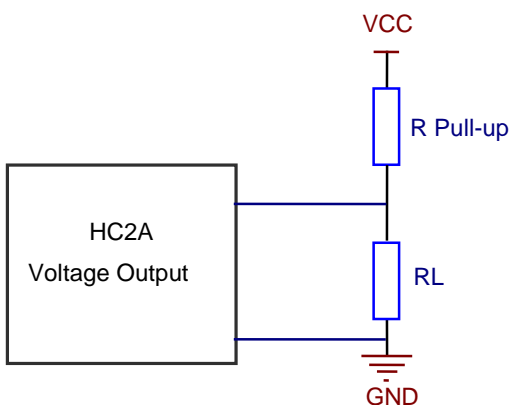 VCC
R Pull-up
HC2A
Voltage Output
RL
GND